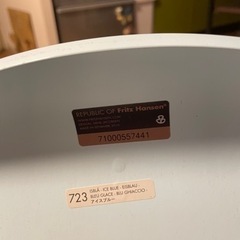 REPUBLIC OF Fritz Hansen®
71000557441
723
ISBLÅ · ICE BLUE · EISBLAU ·
BLEU GLACE · BLU GHIACCIO ·
アイスブルー